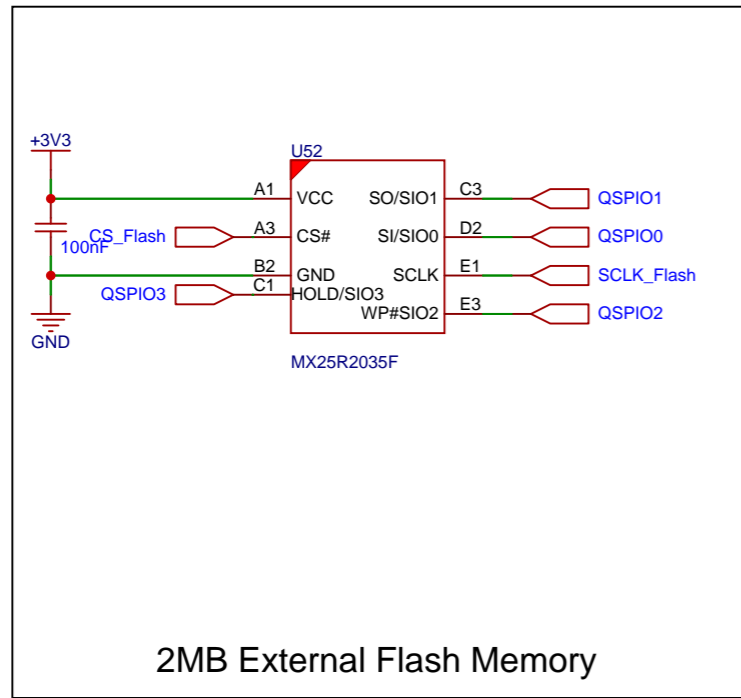 +3V3
U52
A1 VCC SO/SIO1 C3 QSPIO1
CS_Flash A3 CS# SI/SIO0 D2 QSPIO0
100nF
B2 GND SCLK E1 SCLK_Flash
QSPIO3 C1 HOLD/SIO3
WP#SIO2 E3 QSPIO2
GND
MX25R2035F
2MB External Flash Memory